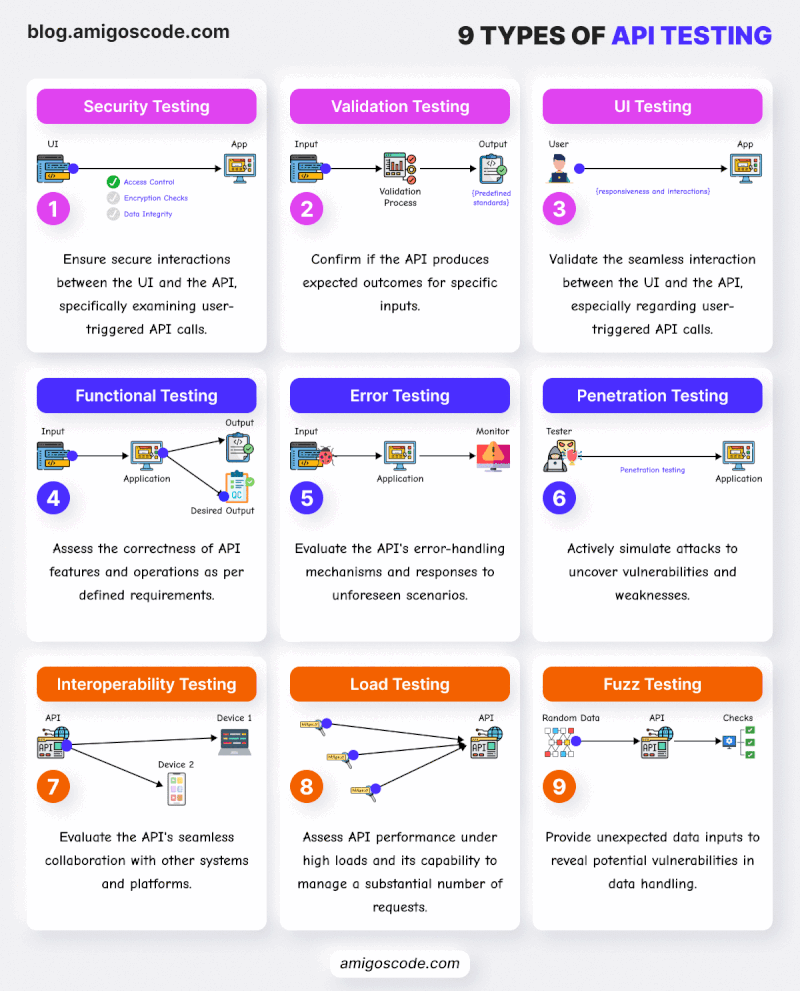 blog.amigoscode.com
9 TYPES OF API TESTING
Security Testing
UI
App
Access Control
Encryption Checks
Data Integrity
1
Ensure secure interactions
between the UI and the API,
specifically examining user-
triggered API calls.
Validation Testing
Input
Output
Validation
Process
{Predefined
standards}
2
Confirm if the API produces
expected outcomes for specific
inputs.
UI Testing
User
App
{responsiveness and interactions}
3
Validate the seamless interaction
between the UI and the API,
especially regarding user-
triggered API calls.
Functional Testing
Input
Output
Application
QC
Desired Output
4
Assess the correctness of API
features and operations as per
defined requirements.
Error Testing
Input
Monitor
Application
5
Evaluate the API's error-handling
mechanisms and responses to
unforeseen scenarios.
Penetration Testing
Tester
Penetration testing
Application
6
Actively simulate attacks to
uncover vulnerabilities and
weaknesses.
Interoperability Testing
API
Device 1
API
Device 2
7
Evaluate the API's seamless
collaboration with other systems
and platforms.
Load Testing
API
API
8
Assess API performance under
high loads and its capability to
manage a substantial number of
requests.
Fuzz Testing
Random Data
API
Checks
API
9
Provide unexpected data inputs to
reveal potential vulnerabilities in
data handling.
amigoscode.com